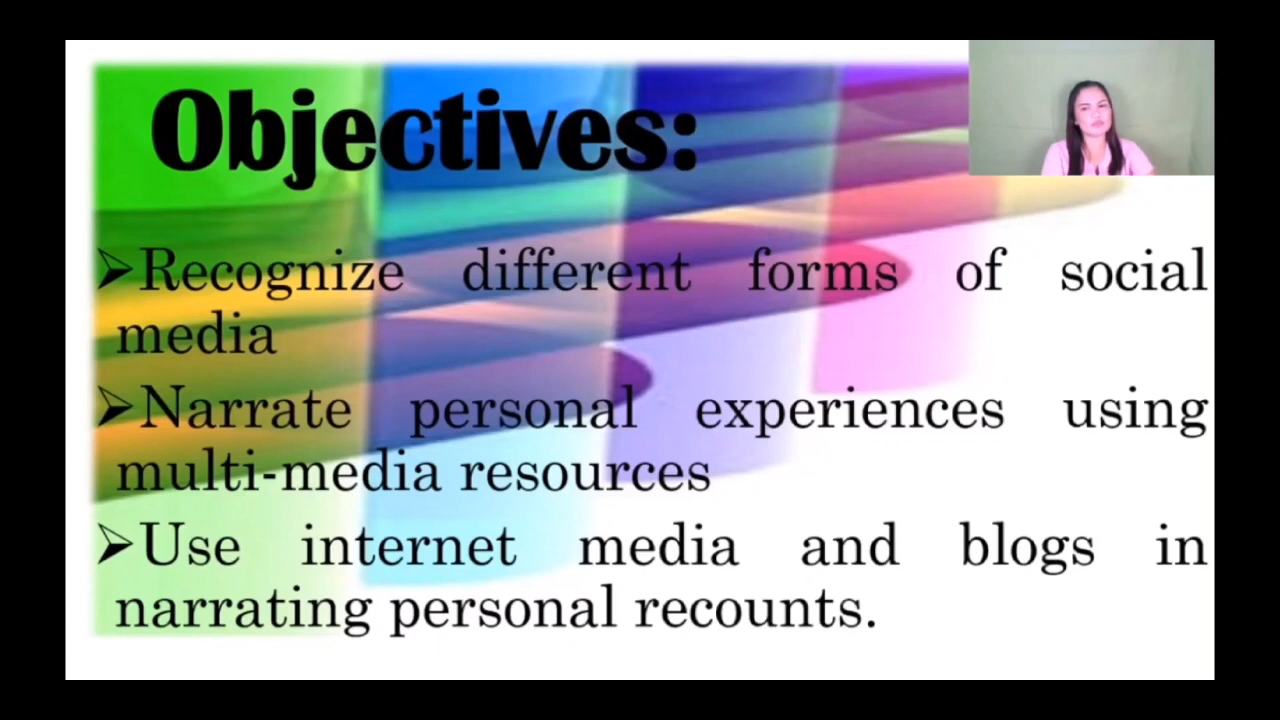 Objectives:
➢Recognize different forms of social
media
➢Narrate personal experiences using
multi-media resources
➢Use internet media and blogs in
narrating personal recounts.